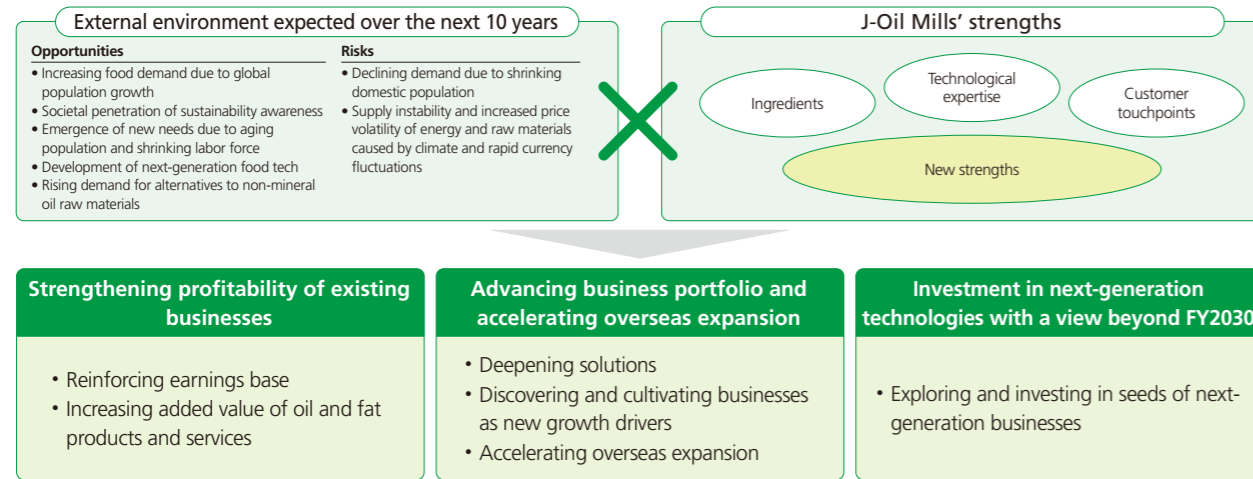 External environment expected over the next 10 years
Opportunities
• Increasing food demand due to global
population growth
• Societal penetration of sustainability awareness
• Emergence of new needs due to aging
population and shrinking labor force
• Development of next-generation food tech
• Rising demand for alternatives to non-mineral
oil raw materials
Risks
• Declining demand due to shrinking
domestic population
• Supply instability and increased price
volatility of energy and raw materials
caused by climate and rapid currency
fluctuations
J-Oil Mills' strengths
Ingredients
Technological
expertise
Customer
touchpoints
New strengths
Strengthening profitability of existing
businesses
• Reinforcing earnings base
• Increasing added value of oil and fat
products and services
Advancing business portfolio and
accelerating overseas expansion
• Deepening solutions
• Discovering and cultivating businesses
as new growth drivers
• Accelerating overseas expansion
Investment in next-generation
technologies with a view beyond FY2030
• Exploring and investing in seeds of next-
generation businesses